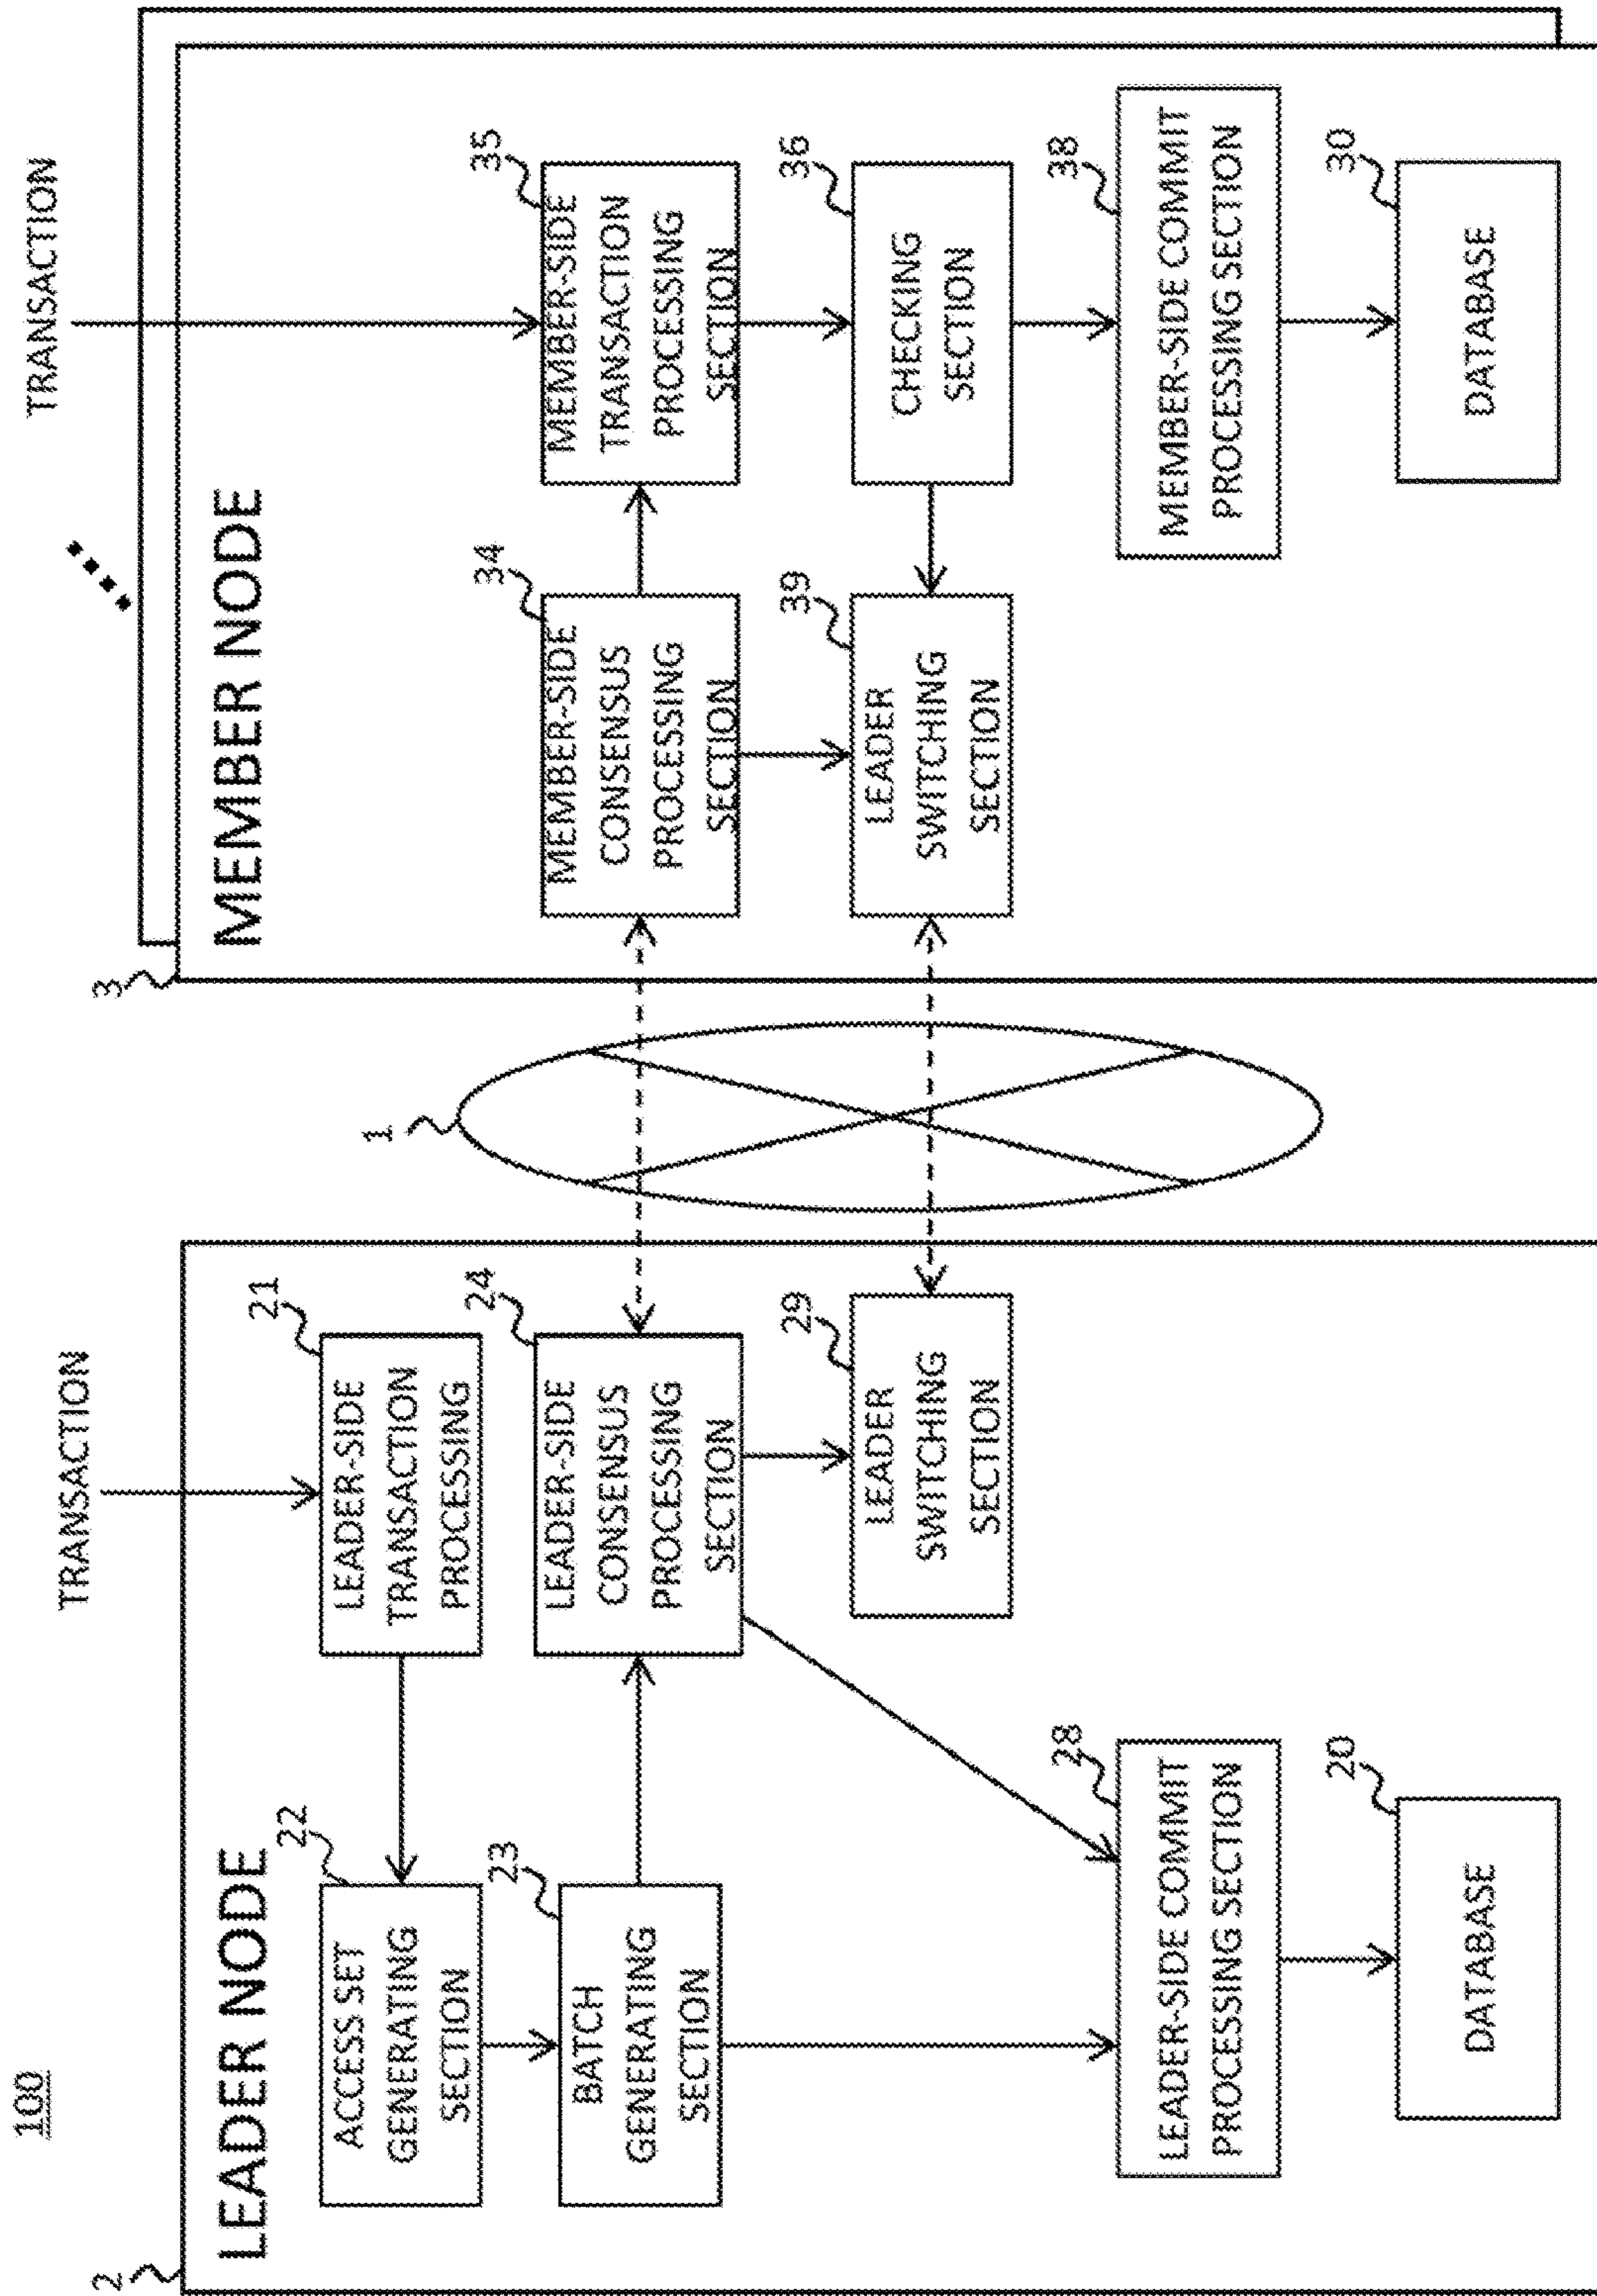 100
TRANSACTION
TRANSACTION
2
LEADER NODE
21
LEADER-SIDE
TRANSACTION
PROCESSING
22
ACCESS SET
GENERATING
SECTION
23
BATCH
GENERATING
SECTION
24
LEADER-SIDE
CONSENSUS
PROCESSING
SECTION
29
LEADER
SWITCHING
SECTION
28
LEADER-SIDE COMMIT
PROCESSING SECTION
20
DATABASE
1
3
MEMBER NODE
34
MEMBER-SIDE
CONSENSUS
PROCESSING
SECTION
35
MEMBER-SIDE
TRANSACTION
PROCESSING
SECTION
39
LEADER
SWITCHING
SECTION
36
CHECKING
SECTION
38
MEMBER-SIDE COMMIT
PROCESSING SECTION
30
DATABASE